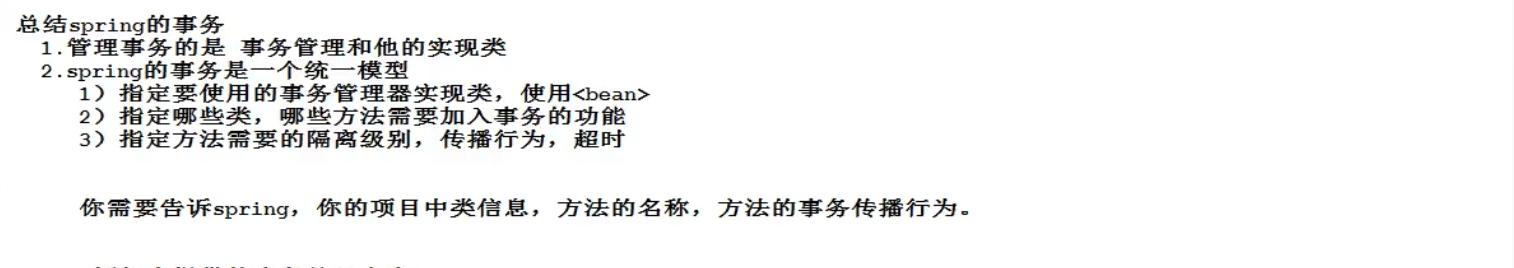 总结spring的事务
1.管理事务的是 事务管理和他的实现类
2.spring的事务是一个统一模型
1）指定要使用的事务管理器实现类，使用<bean>
2）指定哪些类，哪些方法需要加入事务的功能
3）指定方法需要的隔离级别，传播行为，超时
你需要告诉spring，你的项目中类信息，方法的名称，方法的事务传播行为。